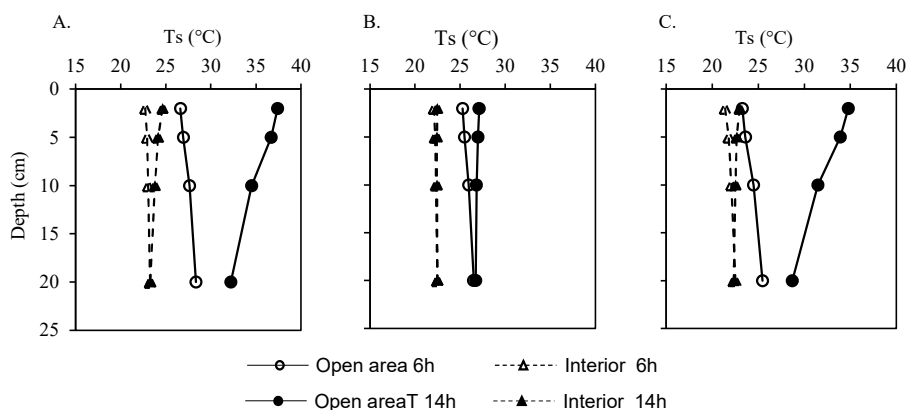 A. B. C.
Ts (°C) Ts (°C) Ts (°C)
15 20 25 30 35 40 15 20 25 30 35 40 15 20 25 30 35 40
0
5
10
15
20
25
Depth (cm)
Open area 6h Interior 6h
Open areaT 14h Interior 14h